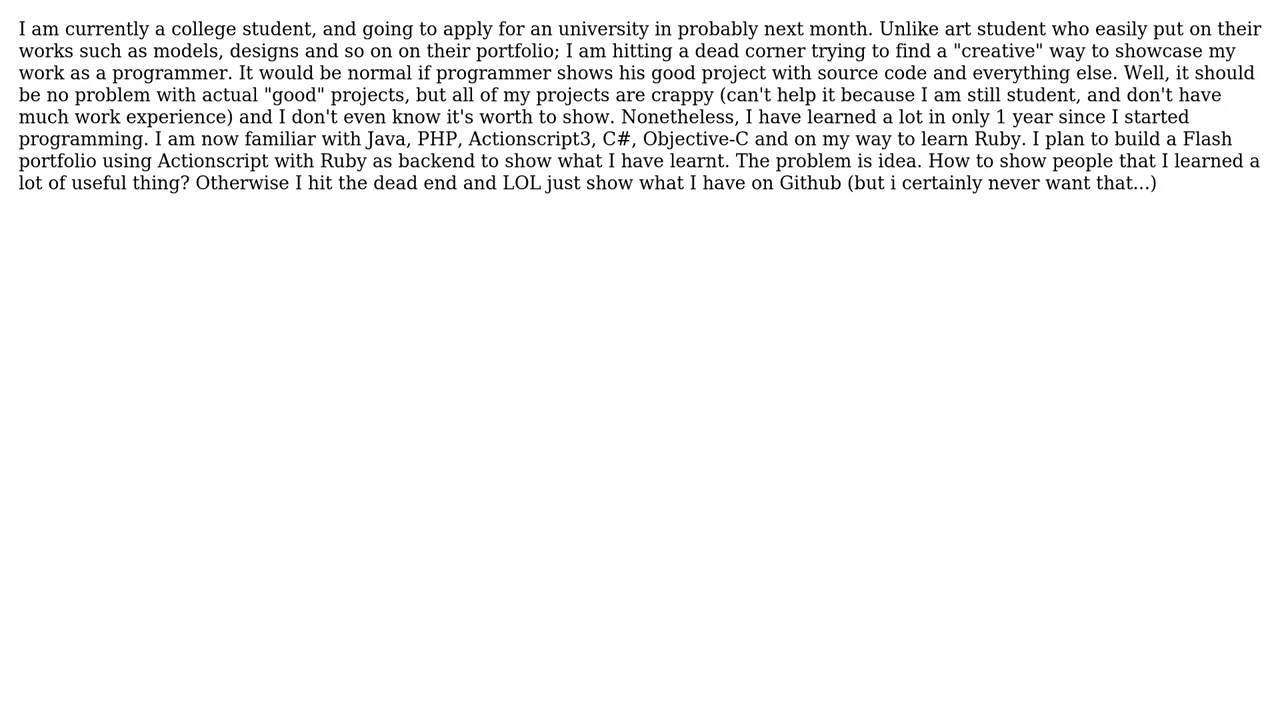 I am currently a college student, and going to apply for an university in probably next month. Unlike art student who easily put on their
works such as models, designs and so on on their portfolio; I am hitting a dead corner trying to find a "creative" way to showcase my
work as a programmer. It would be normal if programmer shows his good project with source code and everything else. Well, it should
be no problem with actual "good" projects, but all of my projects are crappy (can't help it because I am still student, and don't have
much work experience) and I don't even know it's worth to show. Nonetheless, I have learned a lot in only 1 year since I started
programming. I am now familiar with Java, PHP, Actionscript3, C#, Objective-C and on my way to learn Ruby. I plan to build a Flash
portfolio using Actionscript with Ruby as backend to show what I have learnt. The problem is idea. How to show people that I learned a
lot of useful thing? Otherwise I hit the dead end and LOL just show what I have on Github (but i certainly never want that...)